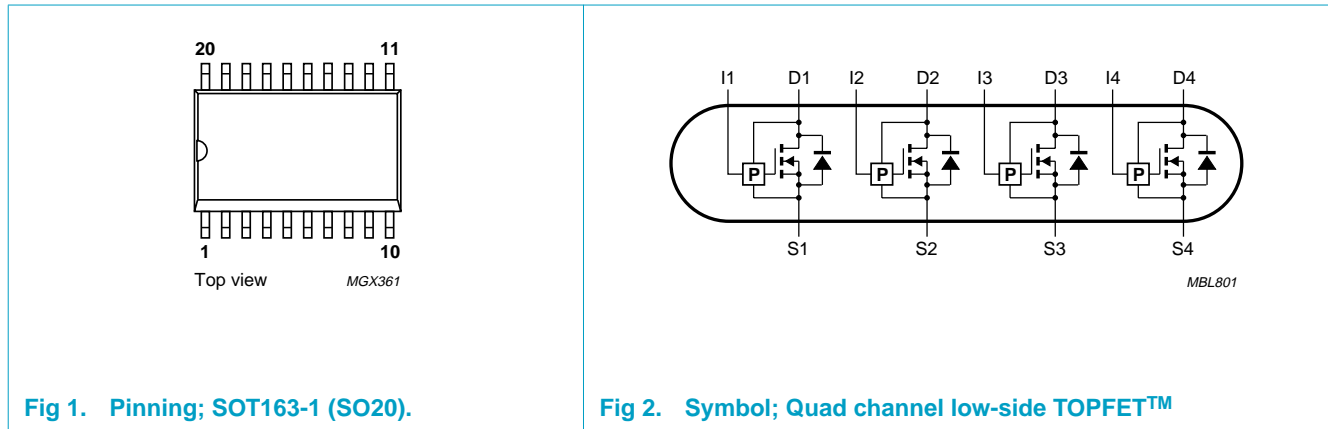 20 11
1 10
Top view MGX361
Fig 1. Pinning; SOT163-1 (SO20).
I1 D1 I2 D2 I3 D3 I4 D4
P P P P
S1 S2 S3 S4
MBL801
Fig 2. Symbol; Quad channel low-side TOPFET™